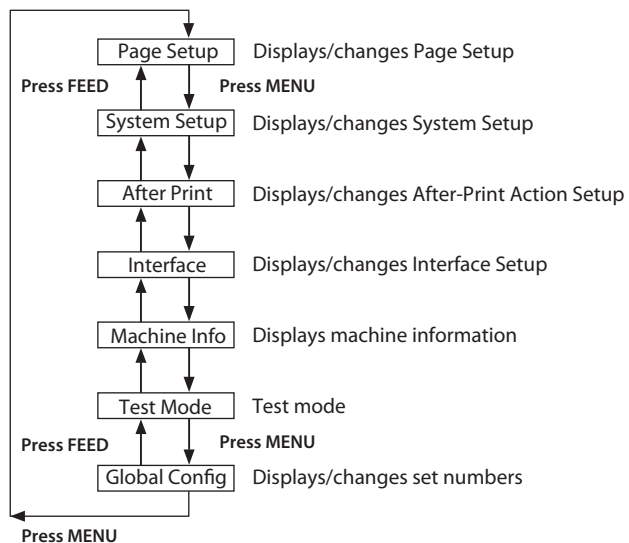 Page Setup Displays/changes Page Setup
Press FEED Press MENU
System Setup Displays/changes System Setup
After Print Displays/changes After-Print Action Setup
Interface Displays/changes Interface Setup
Machine Info Displays machine information
Test Mode Test mode
Press FEED Press MENU
Global Config Displays/changes set numbers
Press MENU